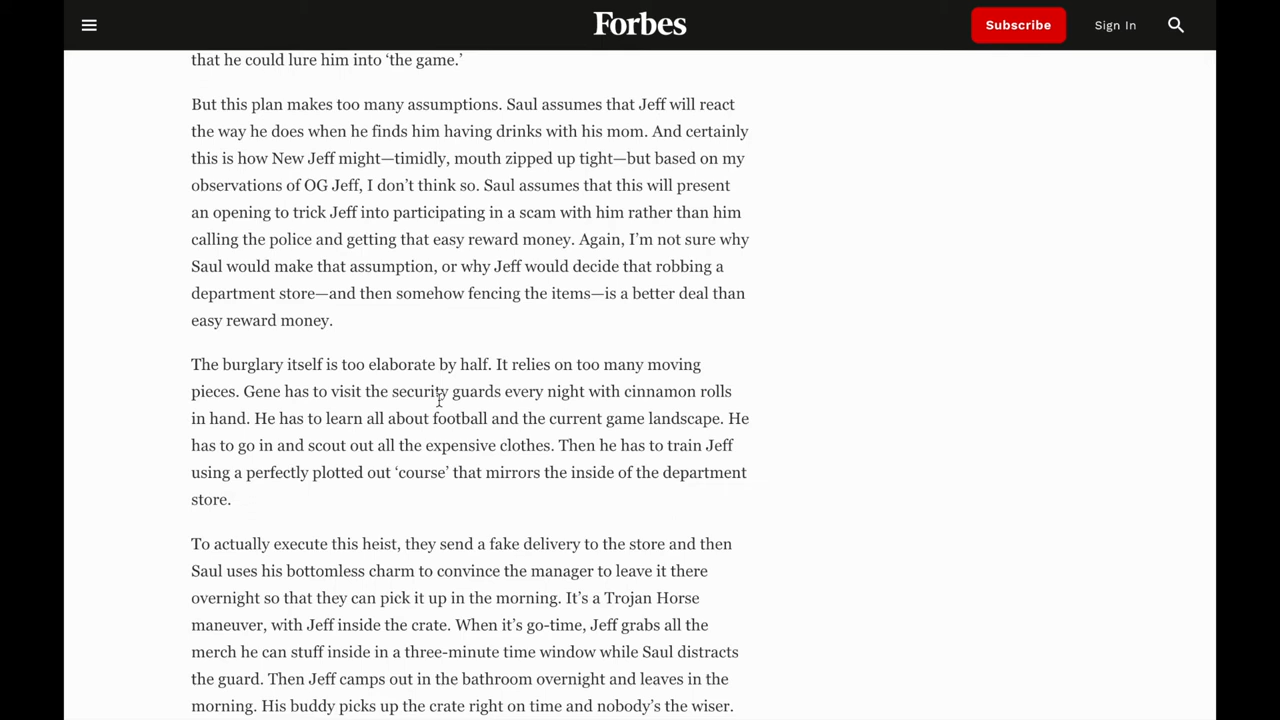 Forbes
Subscribe
Sign In
that he could lure him into ‘the game.’
But this plan makes too many assumptions. Saul assumes that Jeff will react
the way he does when he finds him having drinks with his mom. And certainly
this is how New Jeff might—timidly, mouth zipped up tight—but based on my
observations of OG Jeff, I don’t think so. Saul assumes that this will present
an opening to trick Jeff into participating in a scam with him rather than him
calling the police and getting that easy reward money. Again, I’m not sure why
Saul would make that assumption, or why Jeff would decide that robbing a
department store—and then somehow fencing the items—is a better deal than
easy reward money.
The burglary itself is too elaborate by half. It relies on too many moving
pieces. Gene has to visit the security guards every night with cinnamon rolls
in hand. He has to learn all about football and the current game landscape. He
has to go in and scout out all the expensive clothes. Then he has to train Jeff
using a perfectly plotted out ‘course’ that mirrors the inside of the department
store.
To actually execute this heist, they send a fake delivery to the store and then
Saul uses his bottomless charm to convince the manager to leave it there
overnight so that they can pick it up in the morning. It’s a Trojan Horse
maneuver, with Jeff inside the crate. When it’s go-time, Jeff grabs all the
merch he can stuff inside in a three-minute time window while Saul distracts
the guard. Then Jeff camps out in the bathroom overnight and leaves in the
morning. His buddy picks up the crate right on time and nobody’s the wiser.